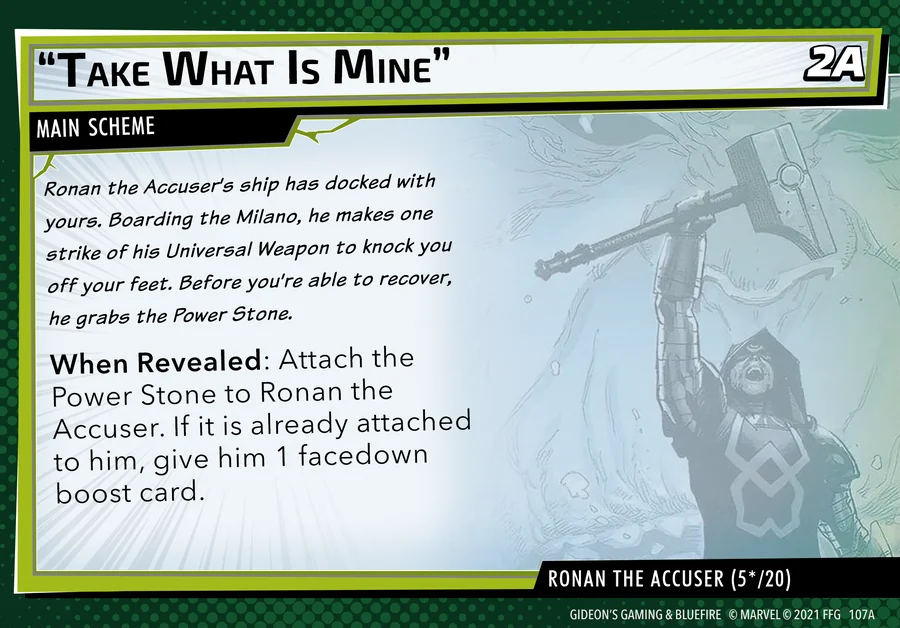 “Take What Is Mine”
2A
MAIN SCHEME
Ronan the Accuser's ship has docked with
yours. Boarding the Milano, he makes one
strike of his Universal Weapon to knock you
off your feet. Before you're able to recover,
he grabs the Power Stone.
When Revealed: Attach the
Power Stone to Ronan the
Accuser. If it is already attached
to him, give him 1 facedown
boost card.
RONAN THE ACCUSER (5*/20)
GIDEON'S GAMING & BLUEFIRE © MARVEL © 2021 FFG 107A